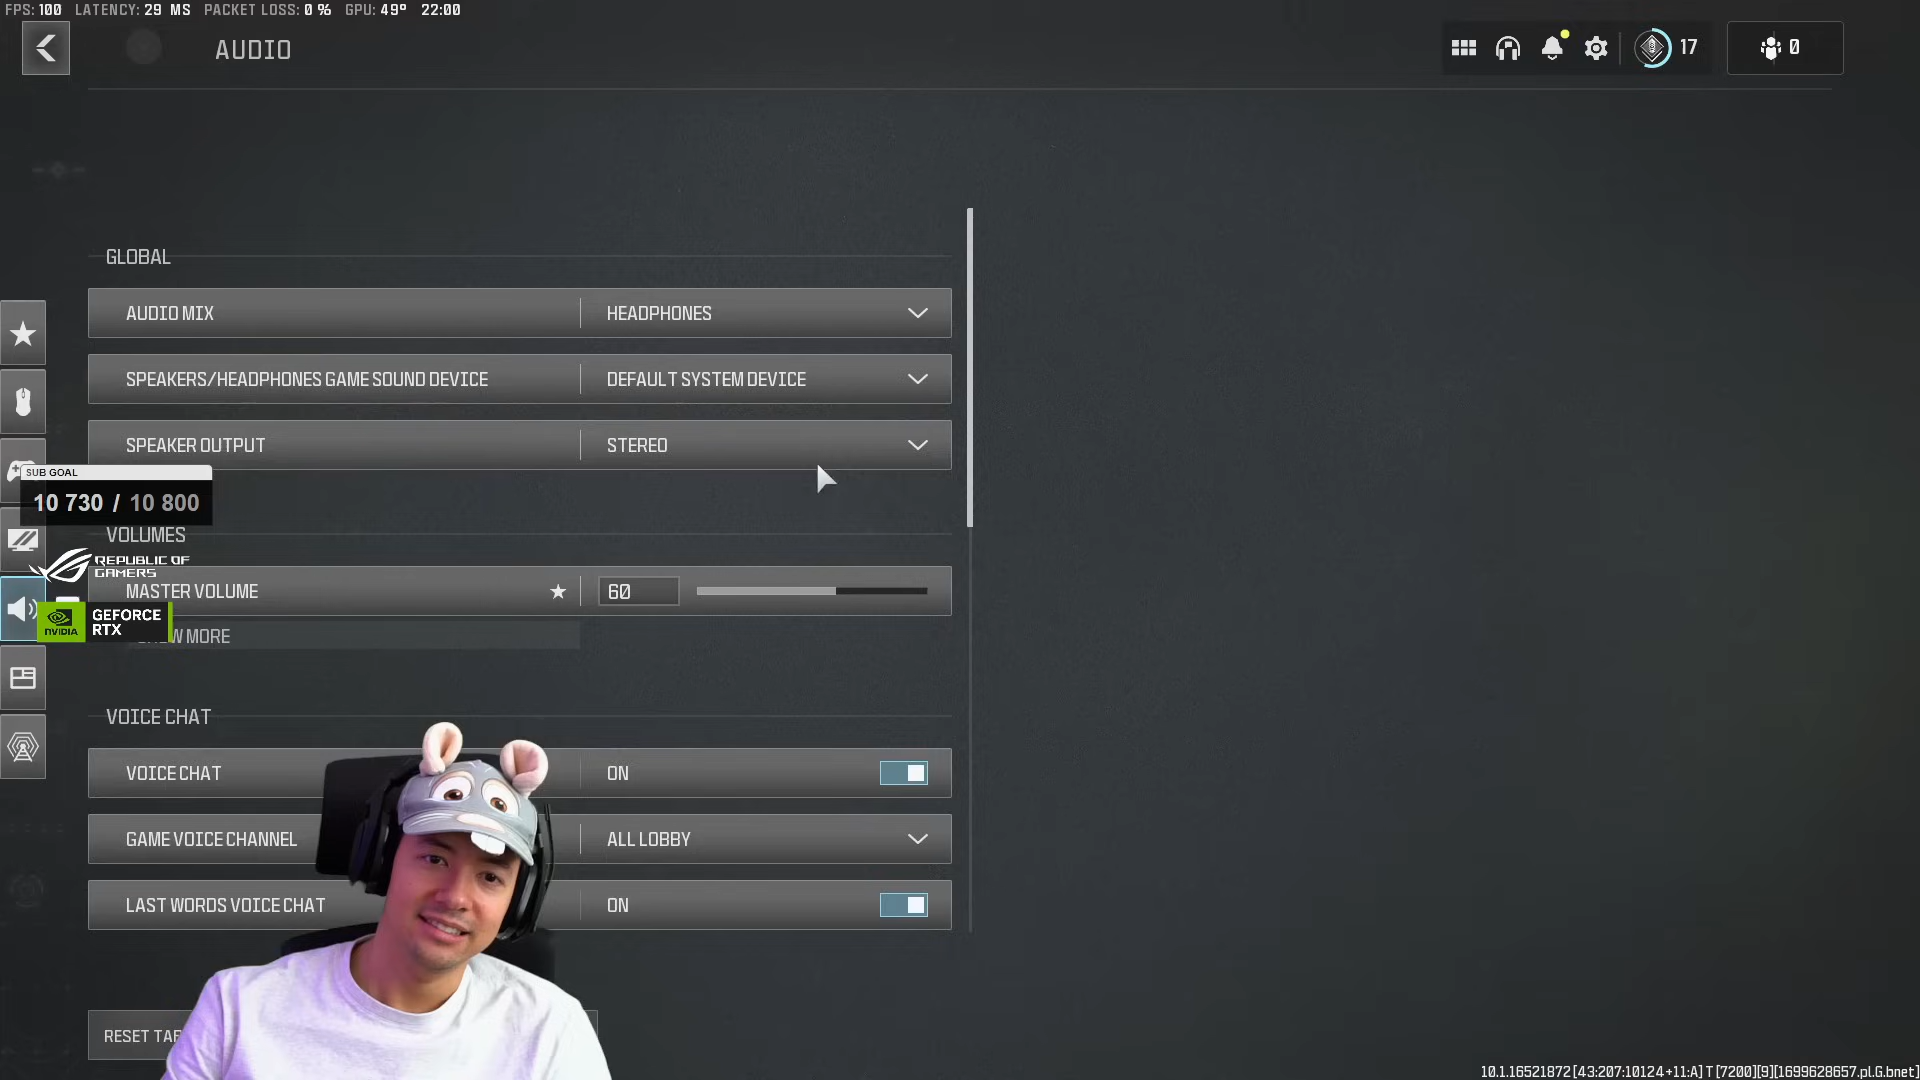 FPS: 100 LATENCY: 29 MS PACKET LOSS: 0 % GPU: 49° 22:00
AUDIO
17
0
GLOBAL
AUDIO MIX HEADPHONES
SPEAKERS/HEADPHONES GAME SOUND DEVICE DEFAULT SYSTEM DEVICE
SPEAKER OUTPUT STEREO
SUB GOAL
10 730 / 10 800
VOLUMES
REPUBLIC OF
GAMERS
MASTER VOLUME 60
NVIDIA
GEFORCE
RTX
MORE
VOICE CHAT
VOICE CHAT ON
GAME VOICE CHANNEL ALL LOBBY
LAST WORDS VOICE CHAT ON
RESET
10.1.16521872 [43:207:10124+11:A] T [7200][9][1699628657.pl.G.bnet]